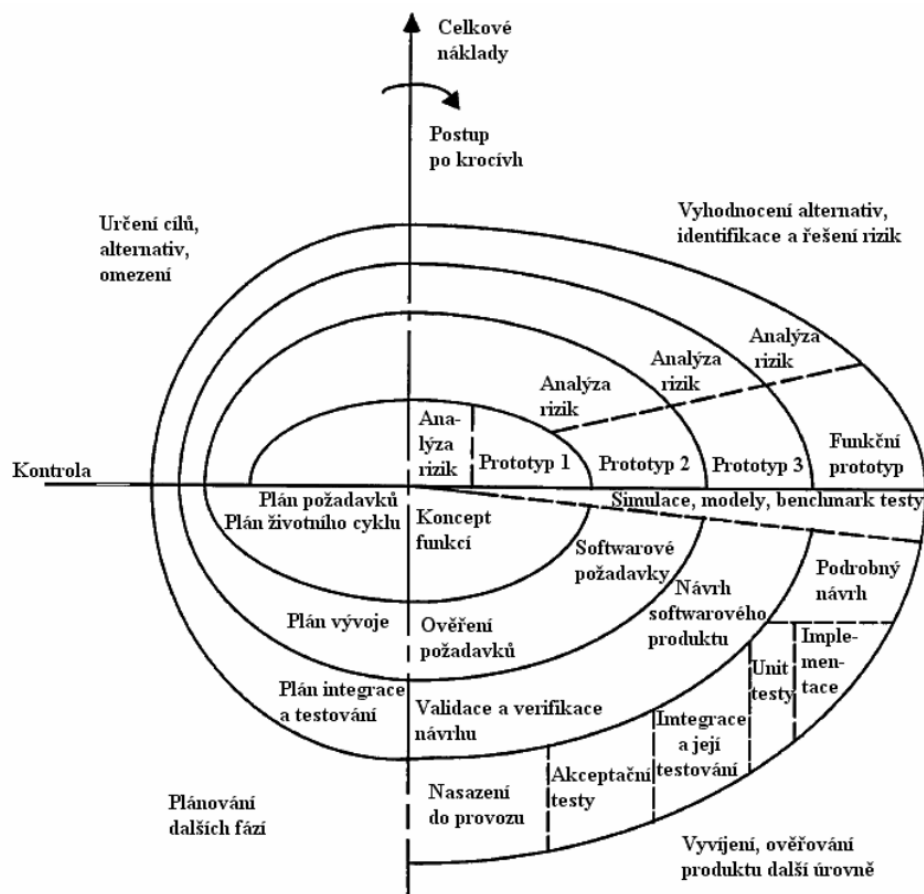 Celkové
náklady
Postup
po krocívh
Určení cílů,
alternativ,
omezení
Vyhodnocení alternativ,
identifikace a řešení rizik
Analýza
rizik
Analýza
rizik
Analýza
rizik
Ana-
lýza
rizik
Prototyp 1
Prototyp 2
Prototyp 3
Funkční
prototyp
Kontrola
Plán požadavků
Plán životního cyklu
Koncept
funkcí
Simulace, modely, benchmark testy
Softwarové
požadavky
Návrh
softwarového
produktu
Podrobný
návrh
Plán vývoje
Ověření
požadavků
Unit
testy
Imple-
men-
tace
Plán integrace
a testování
Validace a verifikace
návrhu
Imtegrace
a její
testování
Akceptační
testy
Nasazení
do provozu
Plánování
dalších fází
Vyvíjení, ověřování
produktu další úrovně